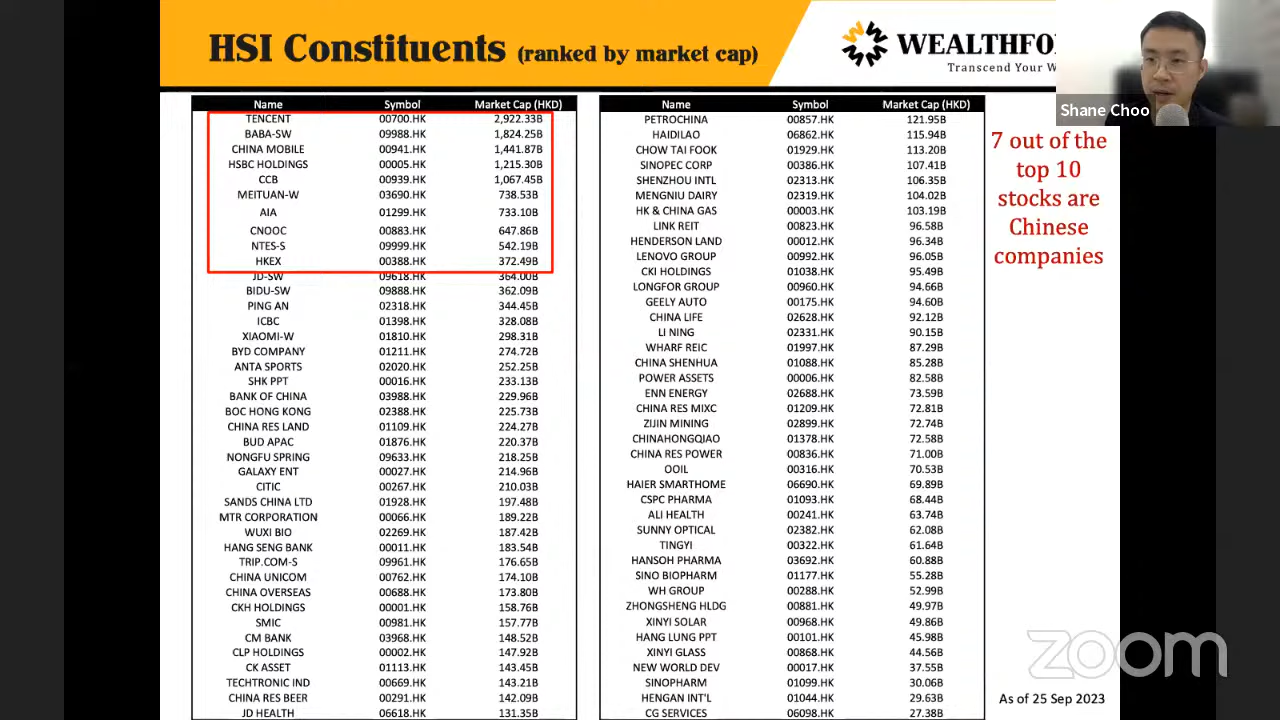 HSI Constituents (ranked by market cap)
WEALTHFO
Transcend Your W
Shane Choo
Name Symbol Market Cap (HKD)
TENCENT 00700.HK 2,922.33B
BABA-SW 09988.HK 1,824.25B
CHINA MOBILE 00941.HK 1,441.87B
HSBC HOLDINGS 00005.HK 1,215.30B
CCB 00939.HK 1,067.45B
MEITUAN-W 03690.HK 738.53B
AIA 01299.HK 733.10B
CNOOC 00883.HK 647.86B
NTES-S 09999.HK 542.19B
HKEX 00388.HK 372.49B
JD-SW 09618.HK 364.00B
BIDU-SW 09888.HK 362.09B
PING AN 02318.HK 344.45B
ICBC 01398.HK 328.08B
XIAOMI-W 01810.HK 298.31B
BYD COMPANY 01211.HK 274.72B
ANTA SPORTS 02020.HK 252.25B
SHK PPT 00016.HK 233.13B
BANK OF CHINA 03988.HK 229.96B
BOC HONG KONG 02388.HK 225.73B
CHINA RES LAND 01109.HK 224.27B
BUD APAC 01876.HK 220.37B
NONGFU SPRING 09633.HK 218.25B
GALAXY ENT 00027.HK 214.96B
CITIC 00267.HK 210.03B
SANDS CHINA LTD 01928.HK 197.48B
MTR CORPORATION 00066.HK 189.22B
WUXI BIO 02269.HK 187.42B
HANG SENG BANK 00011.HK 183.54B
TRIP.COM-S 09961.HK 176.65B
CHINA UNICOM 00762.HK 174.10B
CHINA OVERSEAS 00688.HK 173.80B
CKH HOLDINGS 00001.HK 158.76B
SMIC 00981.HK 157.77B
CM BANK 03968.HK 148.52B
CLP HOLDINGS 00002.HK 147.92B
CK ASSET 01113.HK 143.45B
TECHTRONIC IND 00669.HK 143.21B
CHINA RES BEER 00291.HK 142.09B
JD HEALTH 06618.HK 131.35B
Name Symbol Market Cap (HKD)
PETROCHINA 00857.HK 121.95B
HAIDILAO 06862.HK 115.94B
CHOW TAI FOOK 01929.HK 113.20B
SINOPEC CORP 00386.HK 107.41B
SHENZHOU INTL 02313.HK 106.35B
MENGNIU DAIRY 02319.HK 104.02B
HK & CHINA GAS 00003.HK 103.19B
LINK REIT 00823.HK 96.58B
HENDERSON LAND 00012.HK 96.34B
LENOVO GROUP 00992.HK 96.05B
CKI HOLDINGS 01038.HK 95.49B
LONGFOR GROUP 00960.HK 94.66B
GEELY AUTO 00175.HK 94.60B
CHINA LIFE 02628.HK 92.12B
LI NING 02331.HK 90.15B
WHARF REIC 01997.HK 87.29B
CHINA SHENHUA 01088.HK 85.28B
POWER ASSETS 00006.HK 82.58B
ENN ENERGY 02688.HK 73.59B
CHINA RES MIXC 01209.HK 72.81B
ZIJIN MINING 02899.HK 72.74B
CHINAHONGQIAO 01378.HK 72.58B
CHINA RES POWER 00836.HK 71.00B
OOIL 00316.HK 70.53B
HAIER SMARTHOME 06690.HK 69.89B
CSPC PHARMA 01093.HK 68.44B
ALI HEALTH 00241.HK 63.74B
SUNNY OPTICAL 02382.HK 62.08B
TINGYI 00322.HK 61.64B
HANSOH PHARMA 03692.HK 60.88B
SINO BIOPHARM 01177.HK 55.28B
WH GROUP 00288.HK 52.99B
ZHONGSHENG HLDG 00881.HK 49.97B
XINYI SOLAR 00968.HK 49.86B
HANG LUNG PPT 00101.HK 45.98B
XINYI GLASS 00868.HK 44.56B
NEW WORLD DEV 00017.HK 37.55B
SINOPHARM 01099.HK 30.06B
HENGAN INT'L 01044.HK 29.63B
CG SERVICES 06098.HK 27.38B
7 out of the
top 10
stocks are
Chinese
companies
zoom
As of 25 Sep 2023